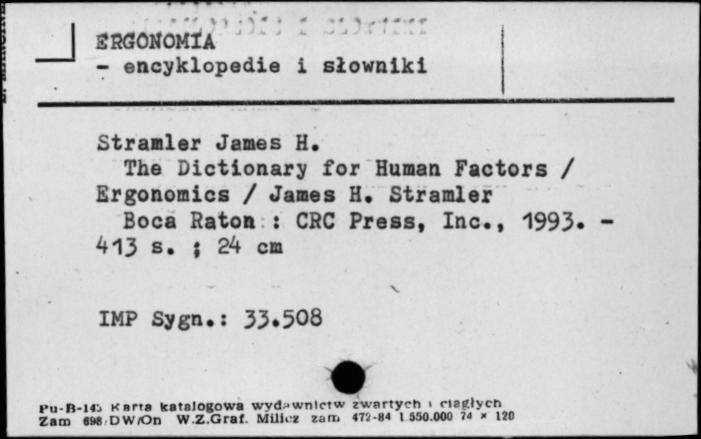 ERGONOMIA
- encyklopedie i słowniki
Stramler James H.
The Dictionary for Human Factors /
Ergonomics / James H. Stramler
Boca Raton : CRC Press, Inc., 1993. -
413 s. ; 24 cm
IMP Sygn.: 33.508
Pu-B-145 Karta katalogowa wydawnictw zwartych i ciągłych
Zam 698/DW/On W.Z.Graf. Milicz zam 472-84 1.550.000 74 × 120